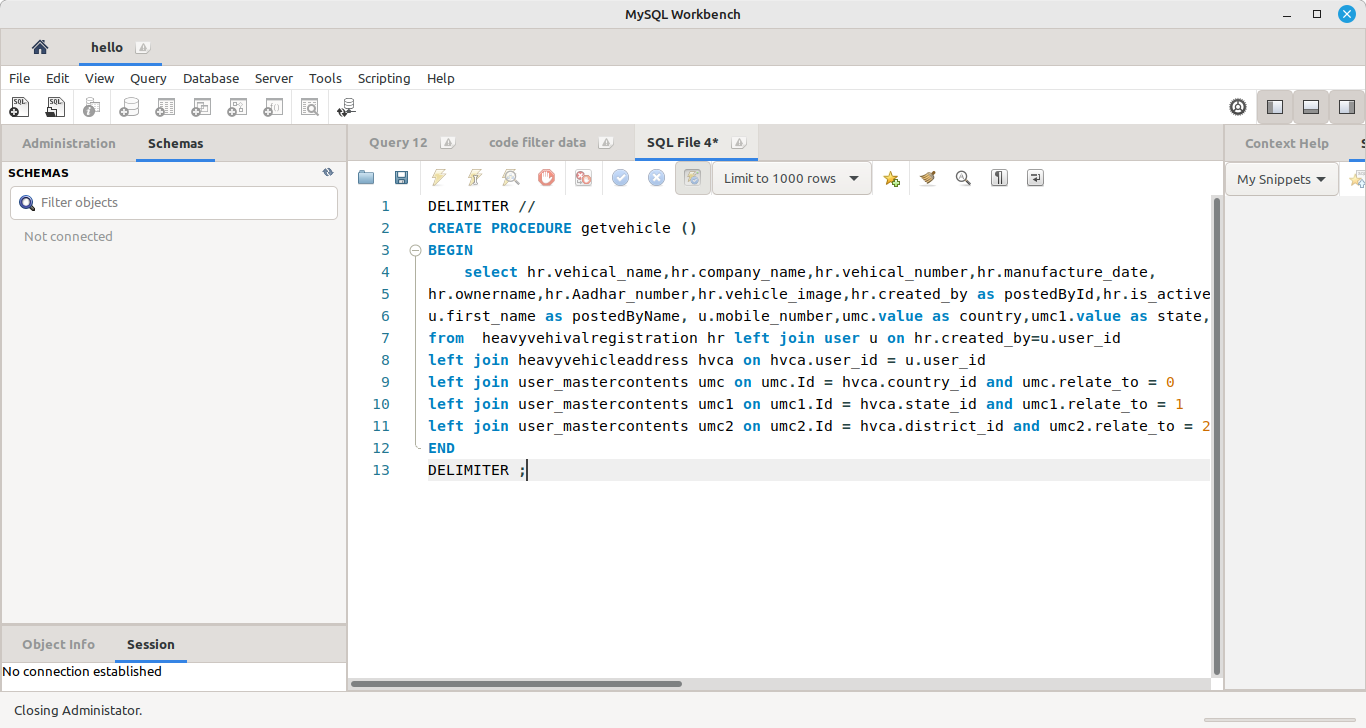 MySQL Workbench
hello
File Edit View Query Database Server Tools Scripting Help
SQL SQL
Administration Schemas
SCHEMAS
Filter objects
Not connected
Object Info Session
No connection established
Query 12 code filter data SQL File 4*
Limit to 1000 rows
1 DELIMITER //
2 CREATE PROCEDURE getvehicle ()
3 BEGIN
4 select hr.vehical_name,hr.company_name,hr.vehical_number,hr.manufacture_date,
5 hr.ownername,hr.Aadhar_number,hr.vehicle_image,hr.created_by as postedById,hr.is_active
6 u.first_name as postedByName, u.mobile_number,umc.value as country,umc1.value as state,
7 from heavyvehivalregistration hr left join user u on hr.created_by=u.user_id
8 left join heavyvehicleaddress hvca on hvca.user_id = u.user_id
9 left join user_mastercontents umc on umc.Id = hvca.country_id and umc.relate_to = 0
10 left join user_mastercontents umc1 on umc1.Id = hvca.state_id and umc1.relate_to = 1
11 left join user_mastercontents umc2 on umc2.Id = hvca.district_id and umc2.relate_to = 2
12 END
13 DELIMITER ;
Context Help S
My Snippets
Closing Administator.